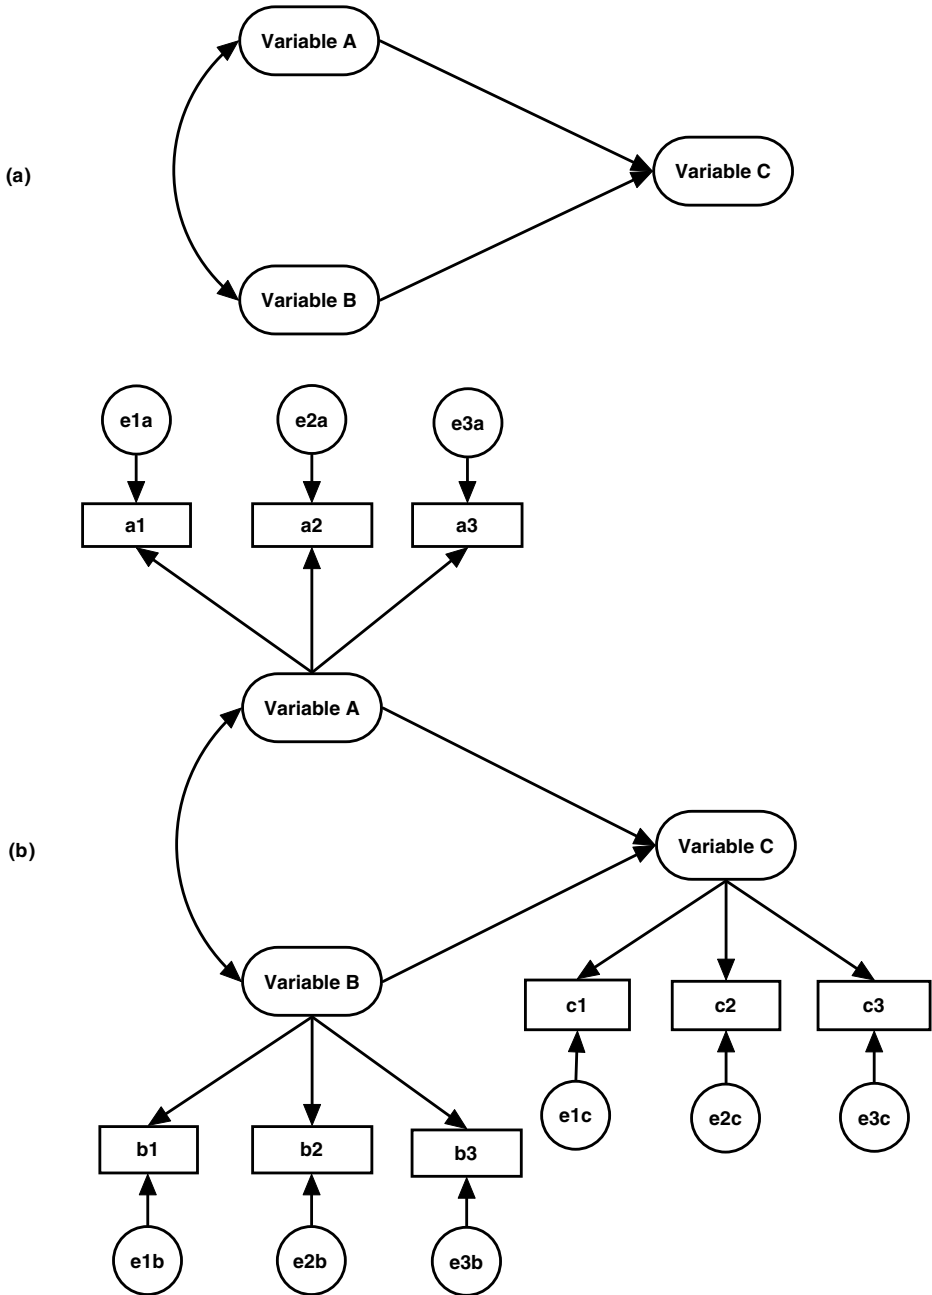 Variable A
(a)
Variable C
Variable B
e1a
e2a
e3a
a1
a2
a3
Variable A
(b)
Variable C
Variable B
c1
c2
c3
e1c
e2c
e3c
b1
b2
b3
e1b
e2b
e3b